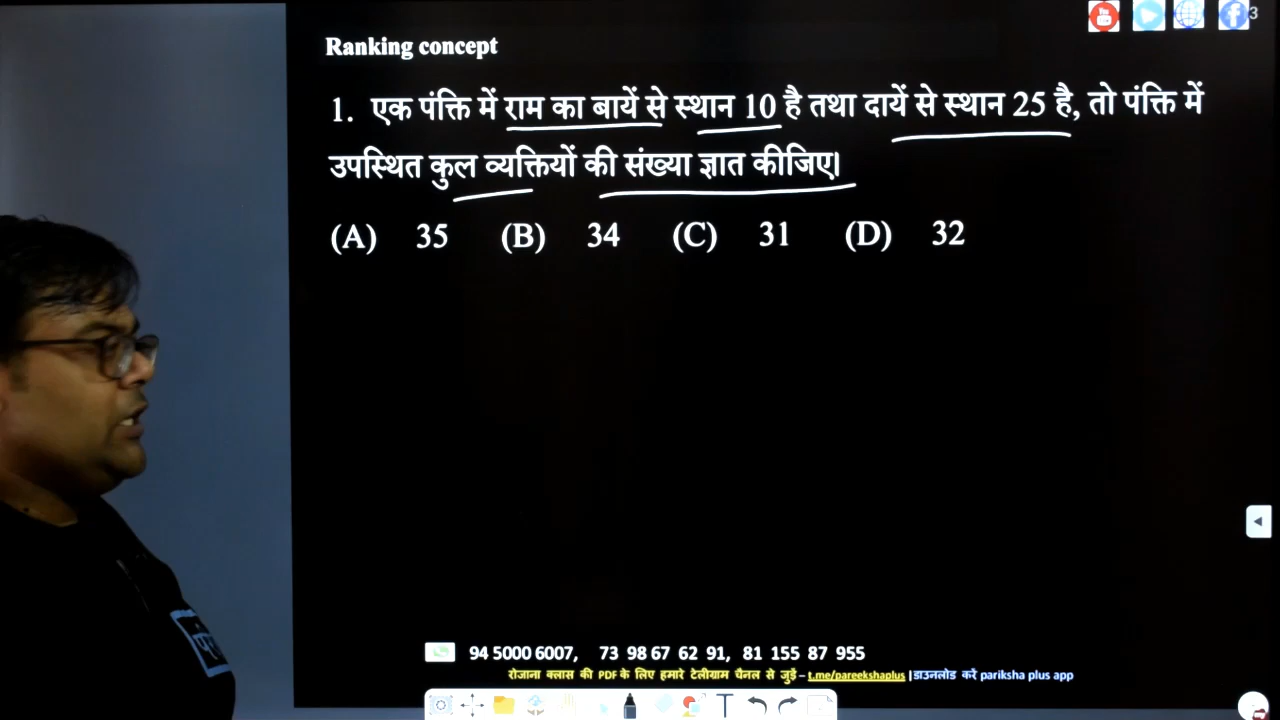 3
Ranking concept
1. एक पंक्ति में राम का बायें से स्थान 10 है तथा दायें से स्थान 25 है, तो पंक्ति में
उपस्थित कुल व्यक्तियों की संख्या ज्ञात कीजिए।
(A) 35 (B) 34 (C) 31 (D) 32
94 5000 6007, 73 98 67 62 91, 81 155 87 955
रोजाना क्लास की PDF के लिए हमारे टेलीग्राम चैनल से जुड़ें – t.me/pareekshaplus |डाउनलोड करें pariksha plus app